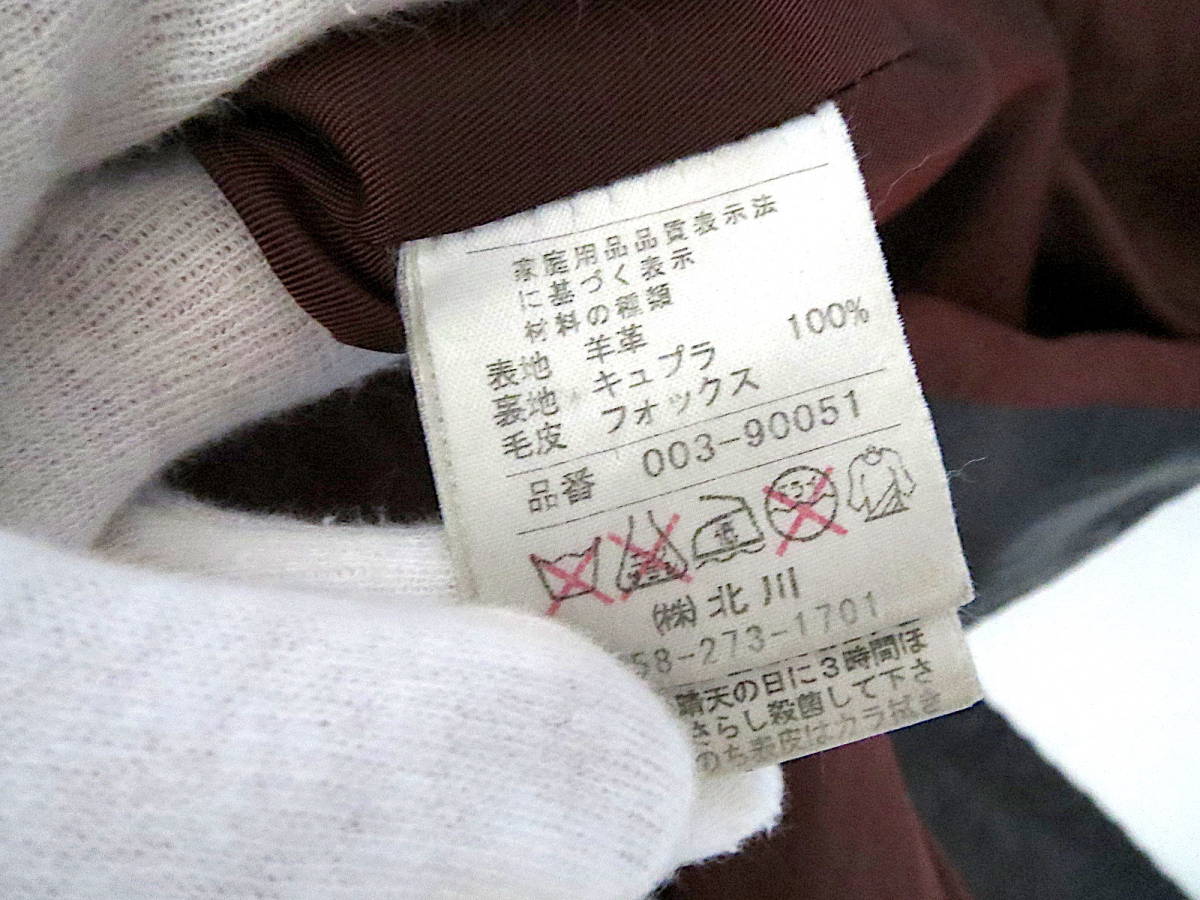 家庭用品品質表示法
に基づく表示
材料の種類
表地 羊革
裏地 キュプラ 100%
毛皮 フォックス
品番 003-90051
(株)北川
58-273-1701
晴天の日に3時間ほ
さらし殺菌して下さ
のち表皮はカラ拭き